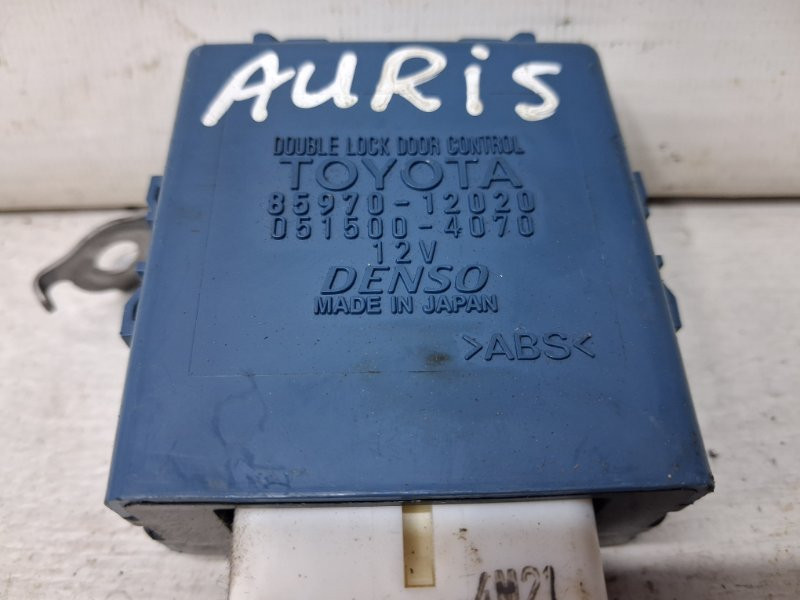 AURiS
DOUBLE LOCK DOOR CONTROL
TOYOTA
85970-12020
051500-4070
12V
DENSO
MADE IN JAPAN
>ABS<
4M21